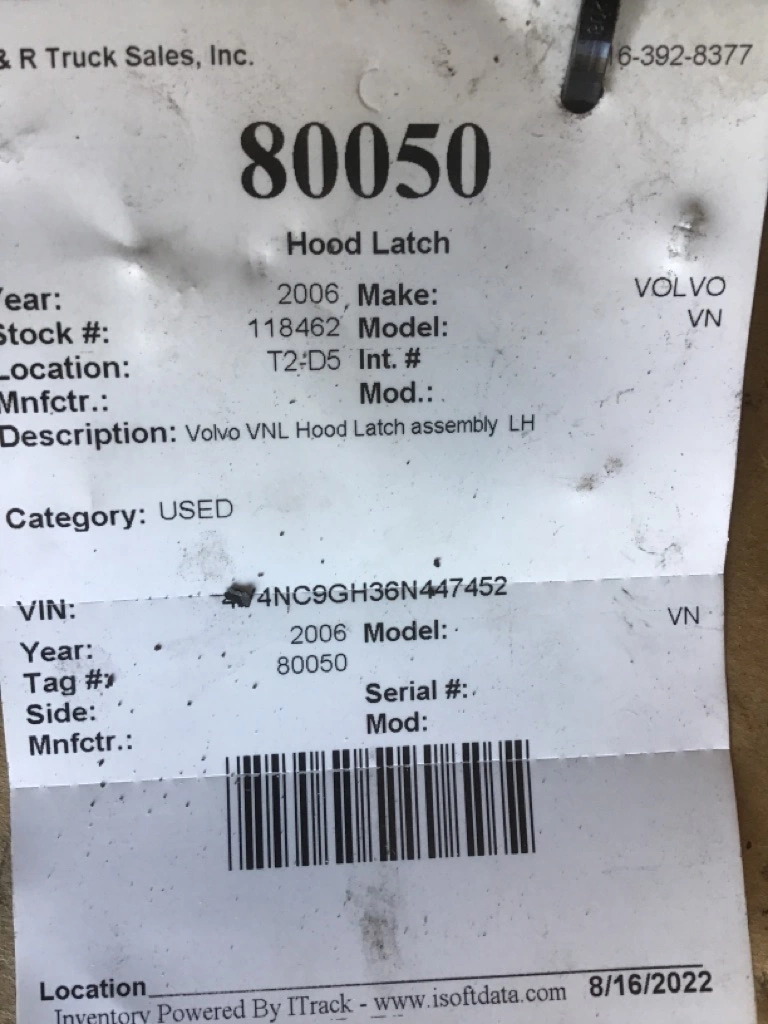 & R Truck Sales, Inc. 6-392-8377
80050
Hood Latch
ear: 2006 Make: VOLVO
Stock #: 118462 Model: VN
Location: T2-D5 Int. #
Mnfctr.: Mod.:
Description: Volvo VNL Hood Latch assembly LH
Category: USED
VIN: 4V4NC9GH36N447452
Year: 2006 Model: VN
Tag #: 80050
Side: Serial #:
Mnfctr.: Mod:
Location 8/16/2022
Inventory Powered By ITrack - www.isoftdata.com